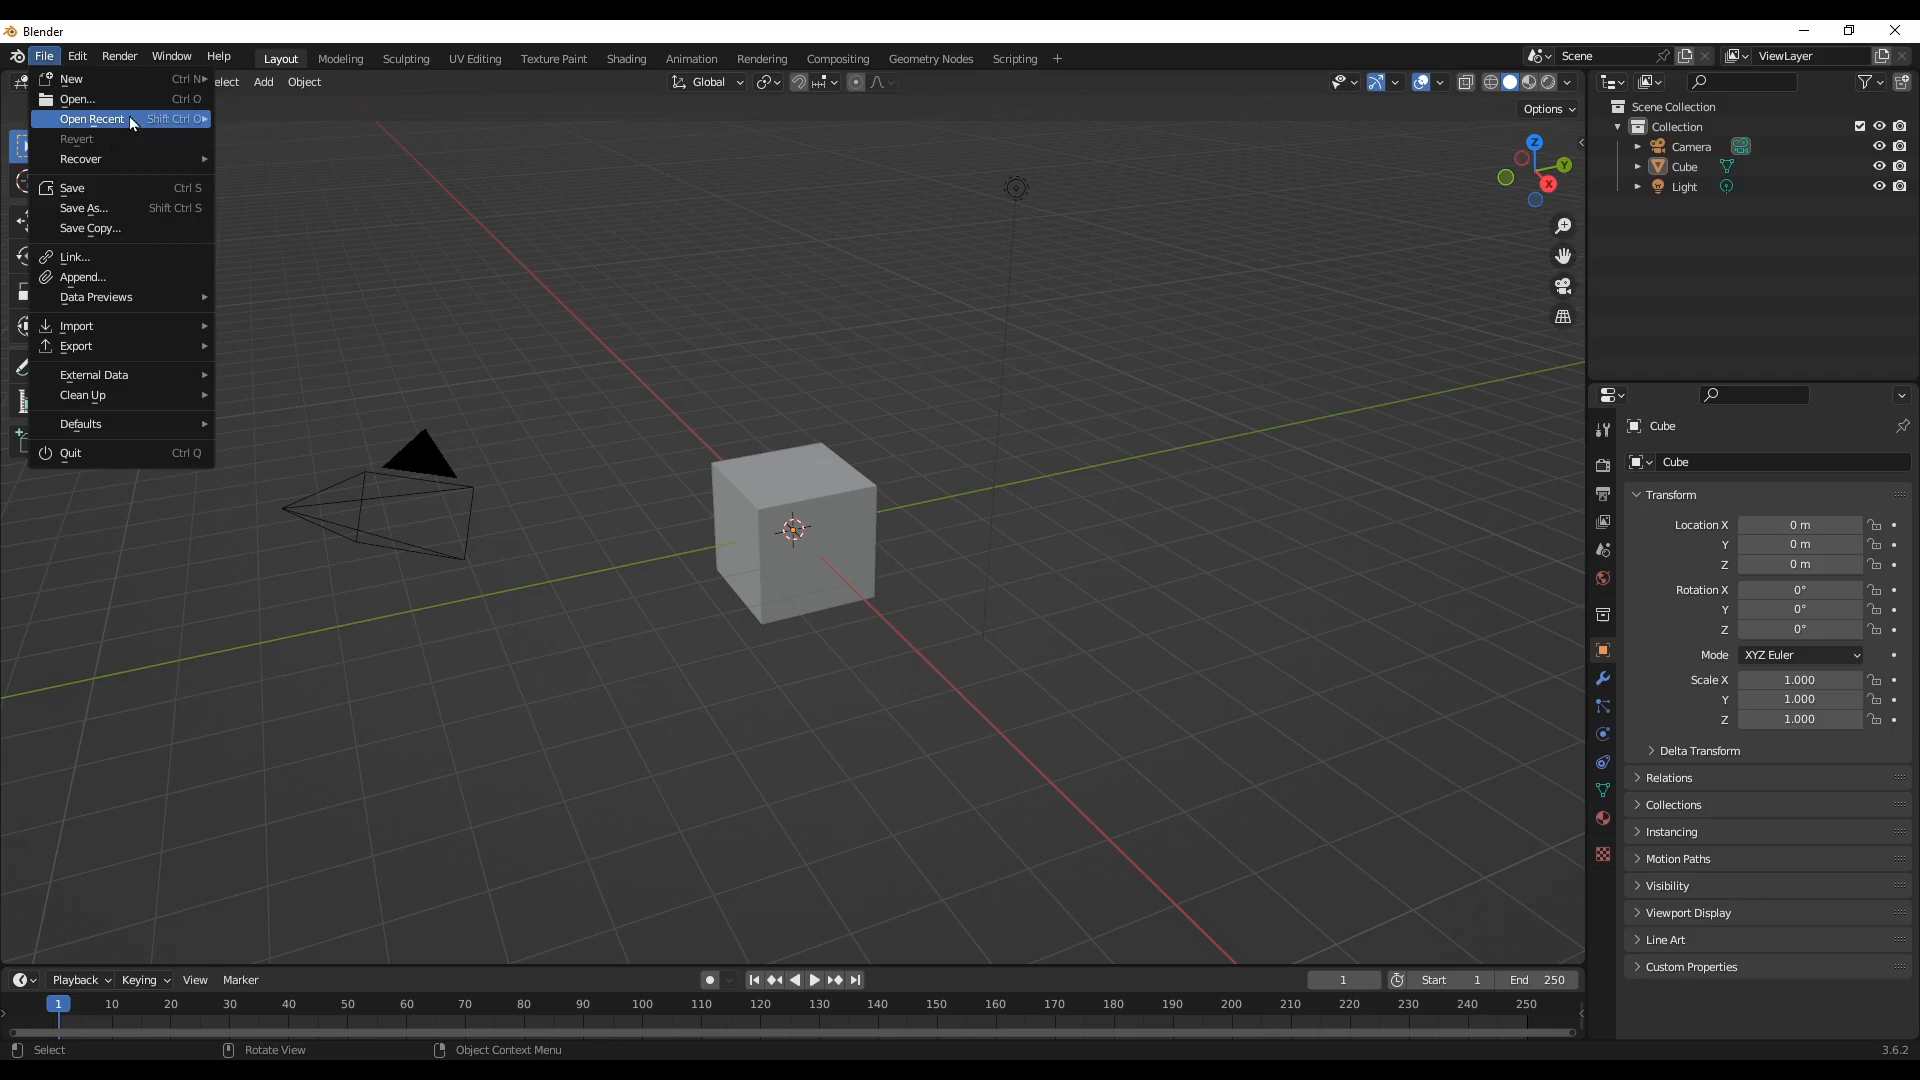 Blender
File Edit Render Window Help Layout Modeling Sculpting UV Editing Texture Paint Shading Animation Rendering Compositing Geometry Nodes Scripting + Scene ViewLayer
elect Add Object Global
Options
New Ctrl N
Open... Ctrl O
Open Recent Shift Ctrl O
Revert
Recover
Save Ctrl S
Save As... Shift Ctrl S
Save Copy...
Link...
Append...
Data Previews
Import
Export
External Data
Clean Up
Defaults
Quit Ctrl Q
Z
Y
X
Scene Collection
Collection
Camera
Cube
Light
Cube
Cube
Transform
Location X 0 m
Y 0 m
Z 0 m
Rotation X 0°
Y 0°
Z 0°
Mode XYZ Euler
Scale X 1.000
Y 1.000
Z 1.000
Delta Transform
Relations
Collections
Instancing
Motion Paths
Visibility
Viewport Display
Line Art
Custom Properties
Playback Keying View Marker 1 Start 1 End 250
1 10 20 30 40 50 60 70 80 90 100 110 120 130 140 150 160 170 180 190 200 210 220 230 240 250
Select Rotate View Object Context Menu 3.6.2